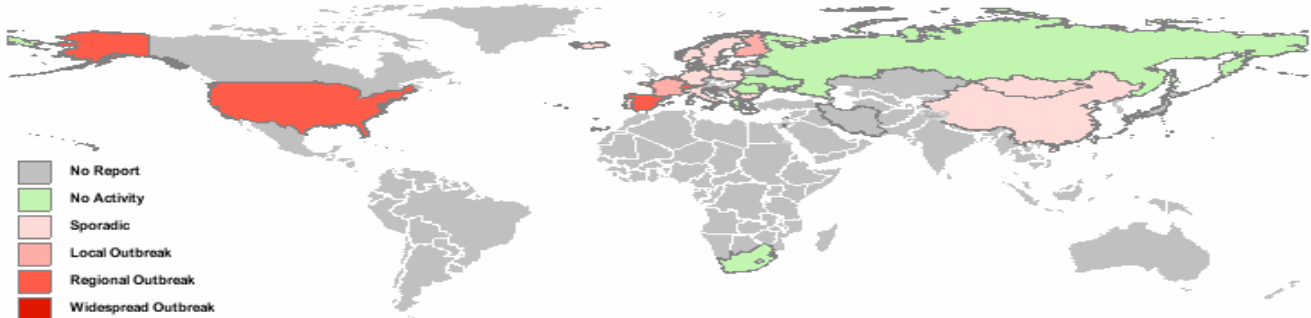 No Report
No Activity
Sporadic
Local Outbreak
Regional Outbreak
Widespread Outbreak